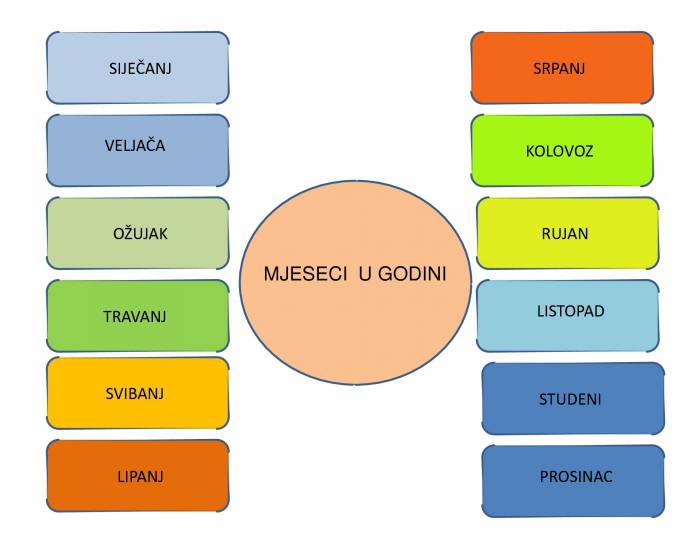 SIJEČANJ
VELJAČA
OŽUJAK
TRAVANJ
SVIBANJ
LIPANJ
MJESECI U GODINI
SRPANJ
KOLOVOZ
RUJAN
LISTOPAD
STUDENI
PROSINAC